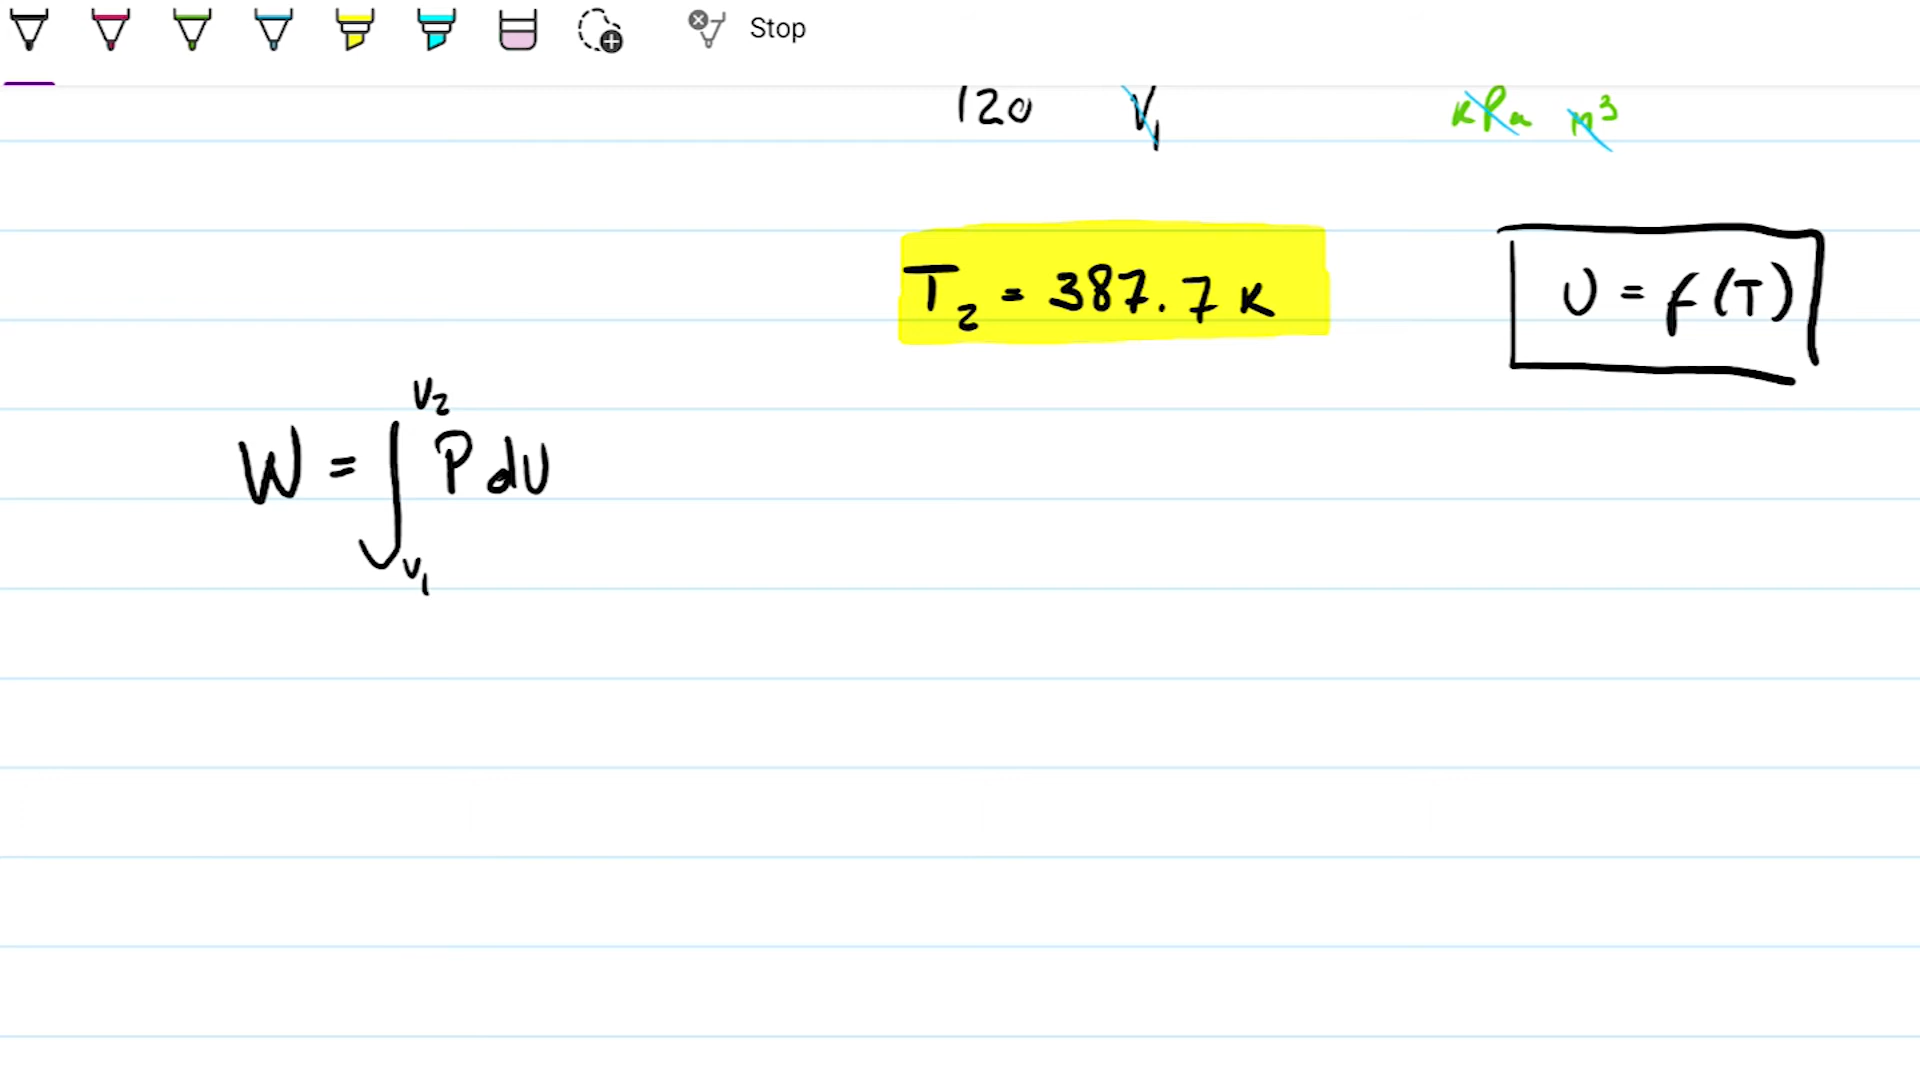 Stop
120 V₁ kPa m³
T₂ = 387.7 K
U = f(T)
W = ∫ᵥ₁ᵛ² P dV